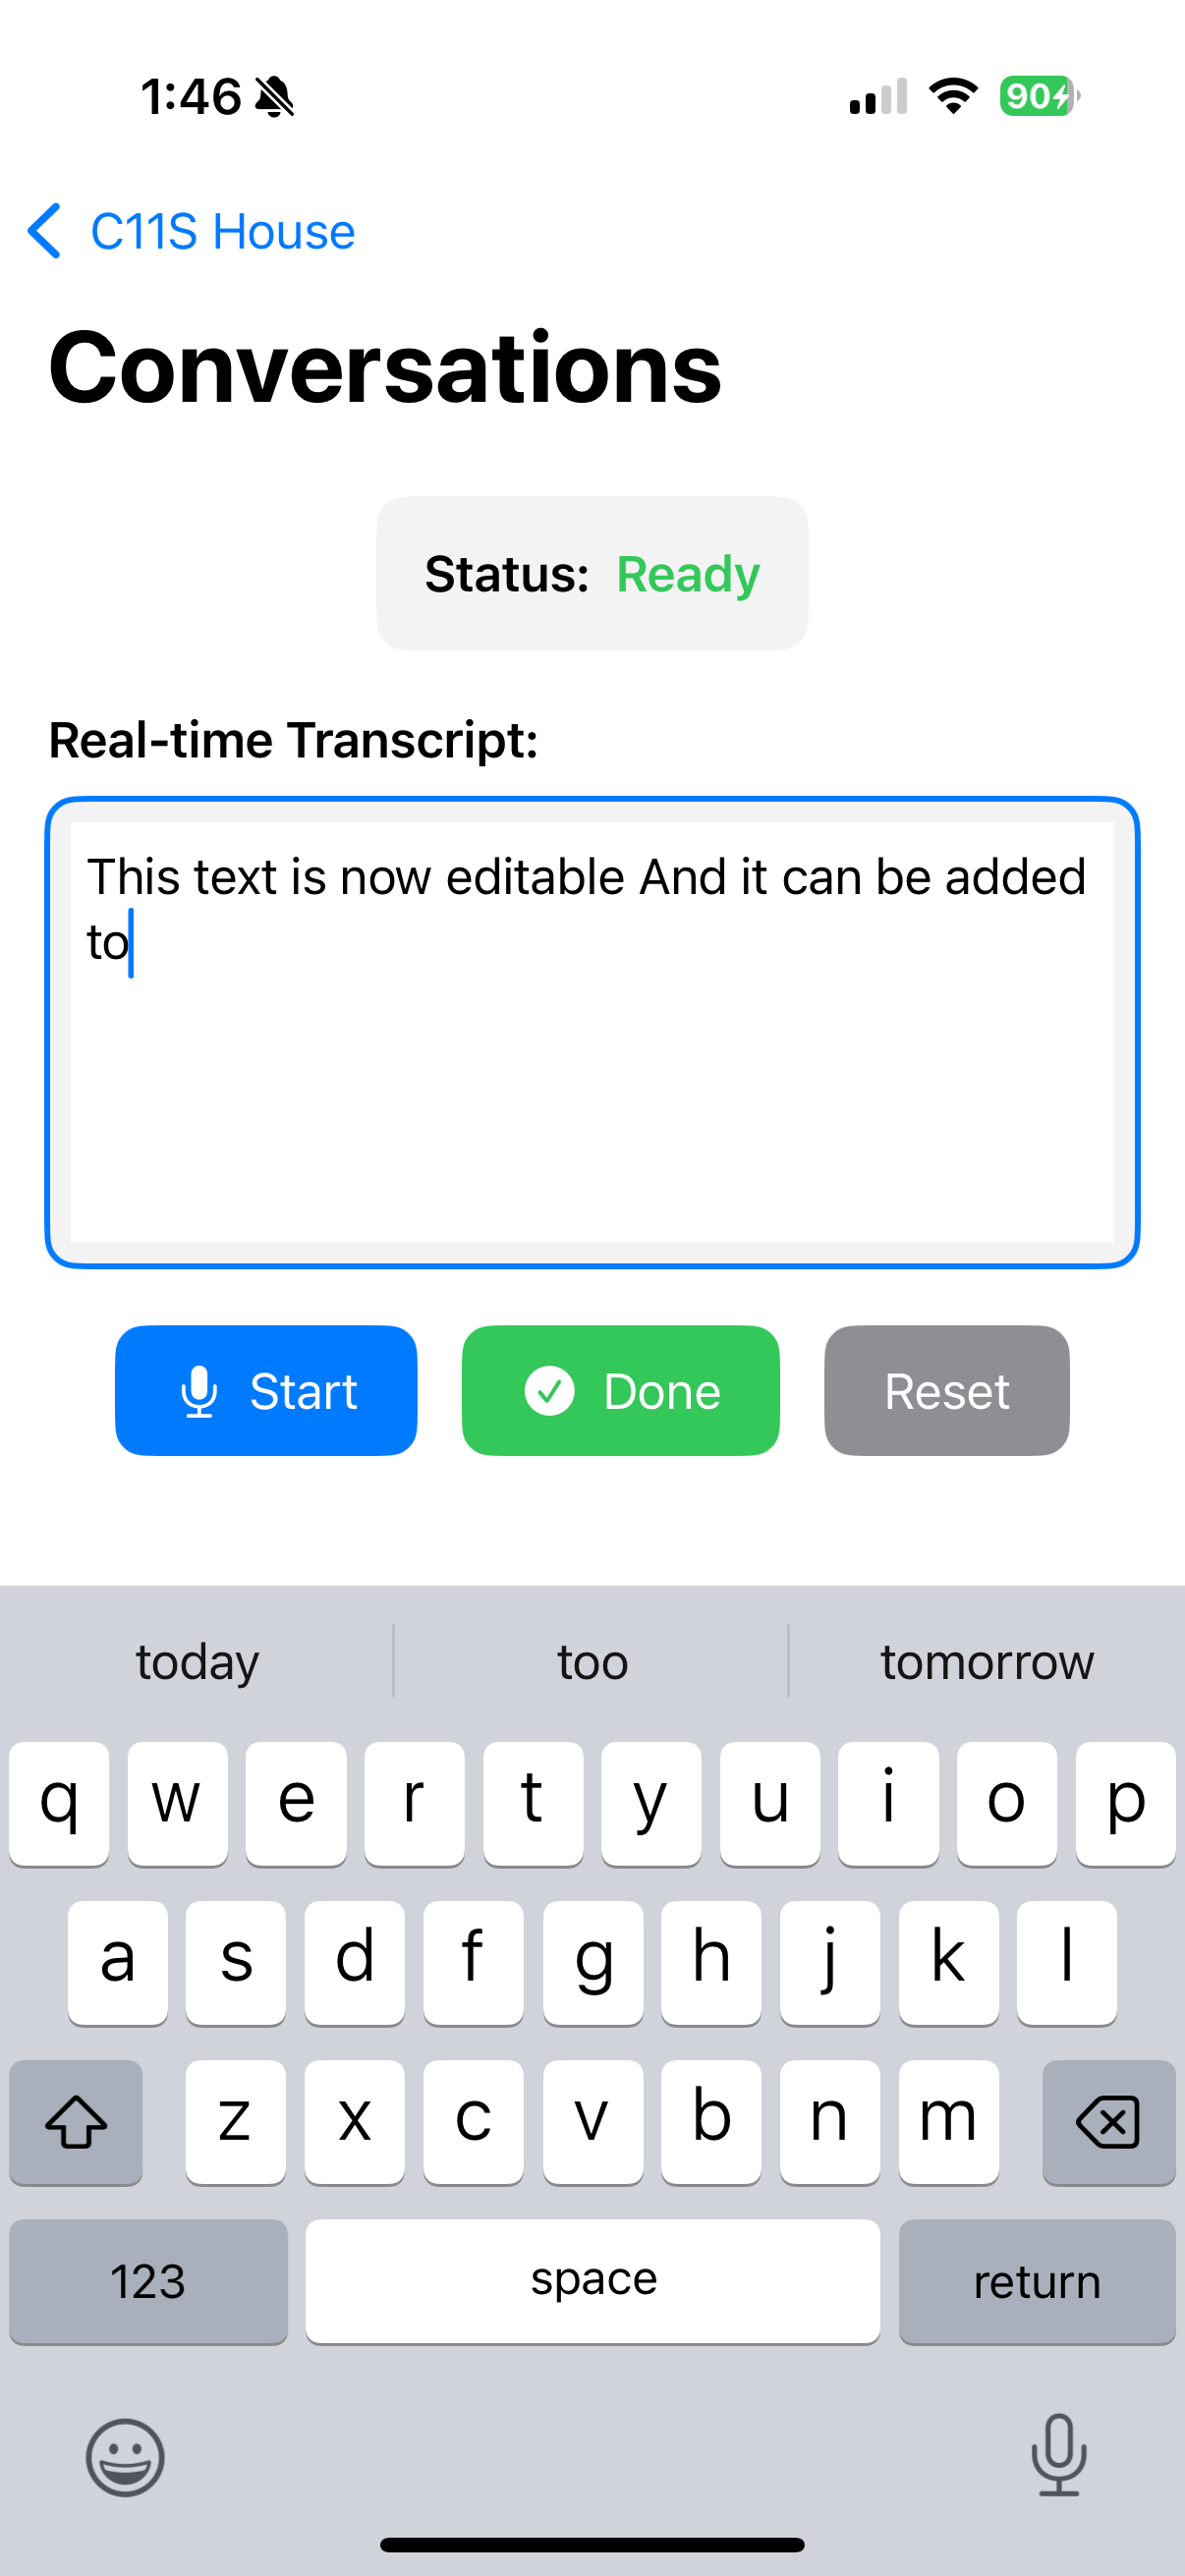 1:46 90
C11S House
Conversations
Status: Ready
Real-time Transcript:
This text is now editable And it can be added
to
Start Done Reset
today too tomorrow
q w e r t y u i o p
a s d f g h j k l
z x c v b n m
123 space return